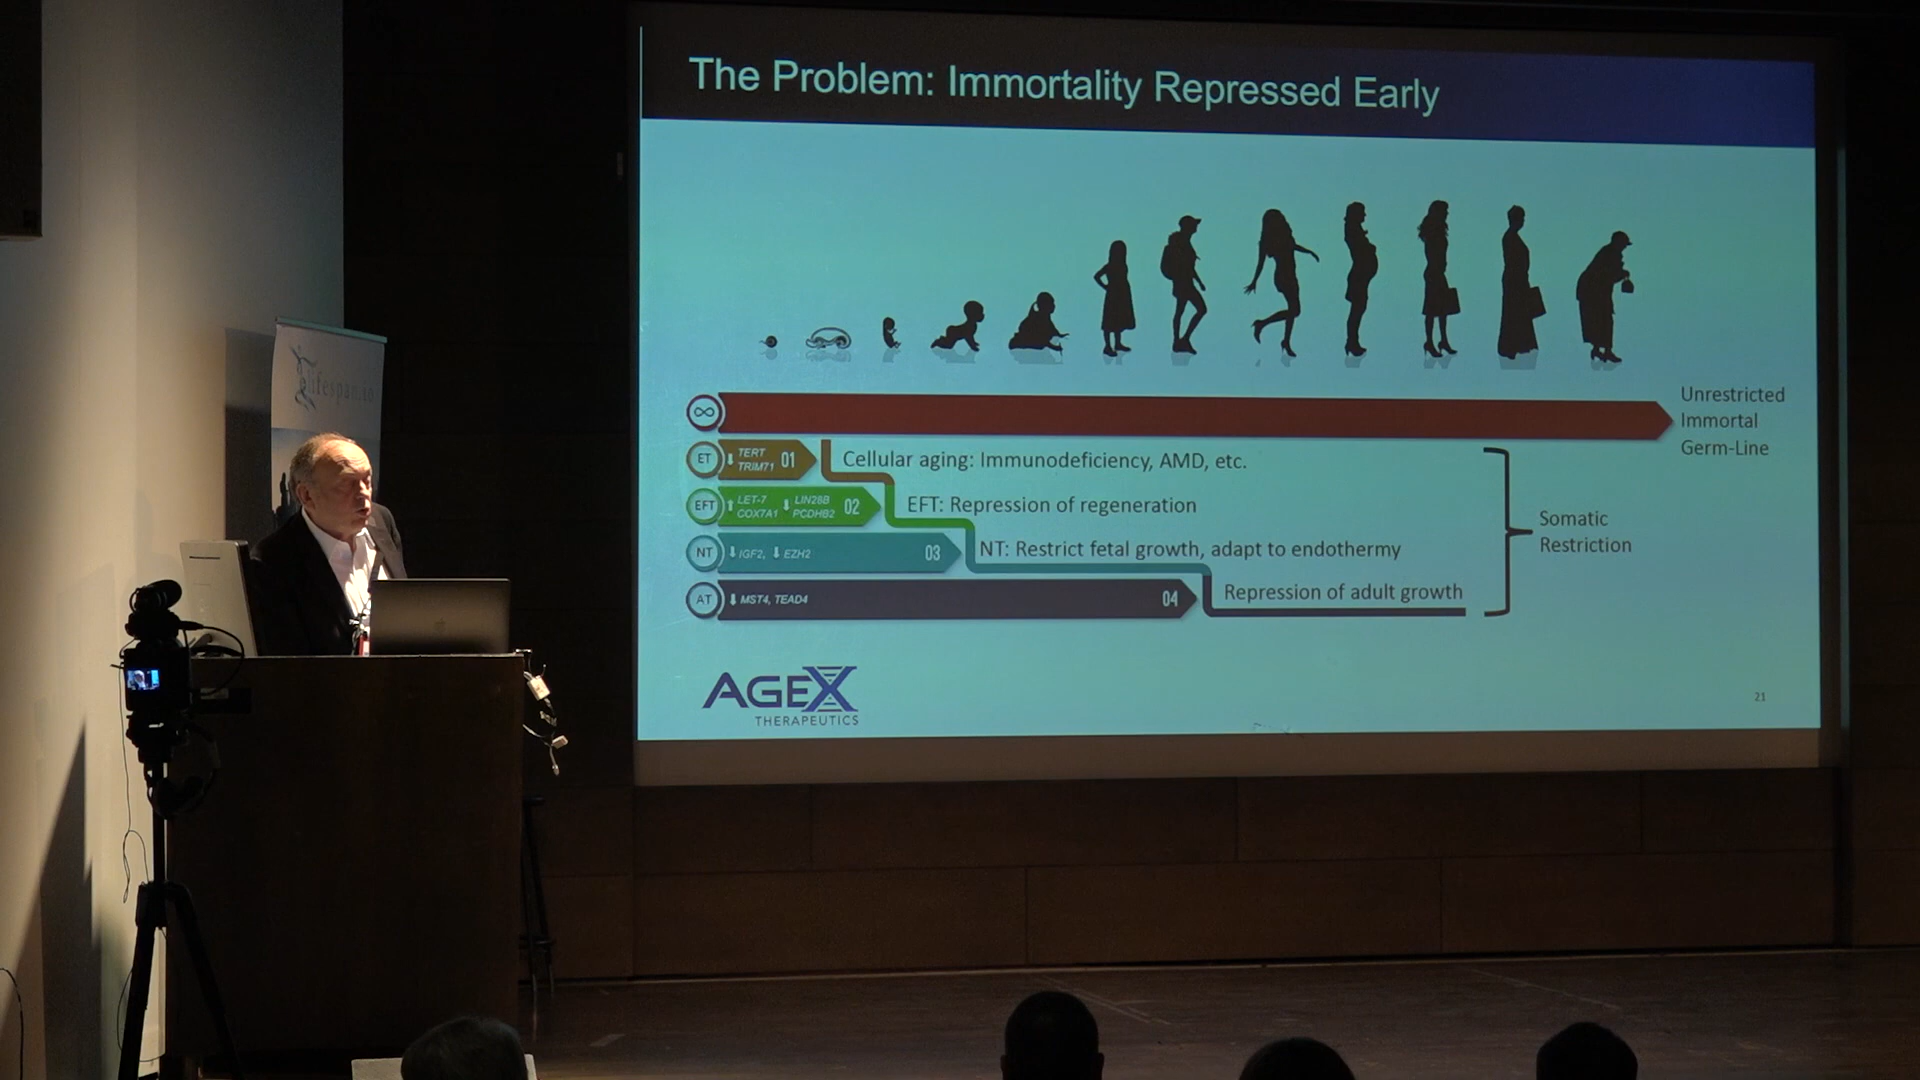 The Problem: Immortality Repressed Early
∞
Unrestricted
Immortal
Germ-Line
ET
TERT
TRIM71
01
Cellular aging: Immunodeficiency, AMD, etc.
EFT
LET-7
COX7A1
LIN28B
PCDHB2
02
EFT: Repression of regeneration
NT
IGF2, EZH2
03
NT: Restrict fetal growth, adapt to endothermy
AT
MST4, TEAD4
04
Repression of adult growth
Somatic
Restriction
AGEX
THERAPEUTICS
21
lifespan.io